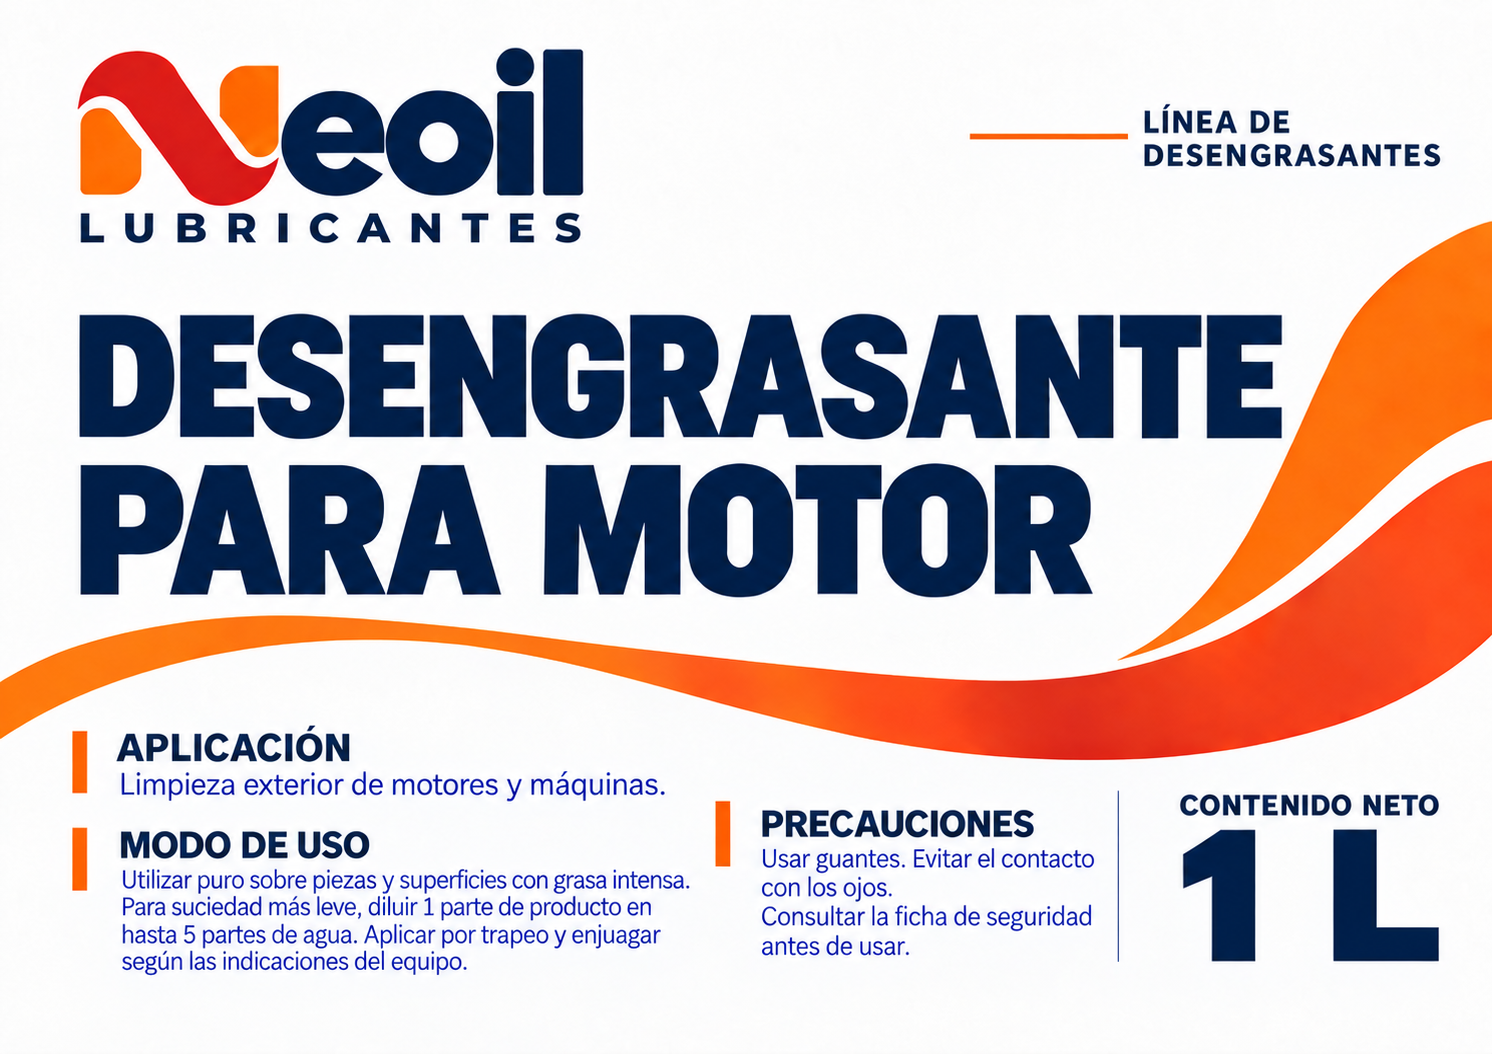 Neoil
LUBRICANTES
LÍNEA DE
DESENGRASANTES
DESENGRASANTE
PARA MOTOR
APLICACIÓN
Limpieza exterior de motores y máquinas.
MODO DE USO
Utilizar puro sobre piezas y superficies con grasa intensa.
Para suciedad más leve, diluir 1 parte de producto en
hasta 5 partes de agua. Aplicar por trapeo y enjuagar
según las indicaciones del equipo.
PRECAUCIONES
Usar guantes. Evitar el contacto
con los ojos.
Consultar la ficha de seguridad
antes de usar.
CONTENIDO NETO
1 L